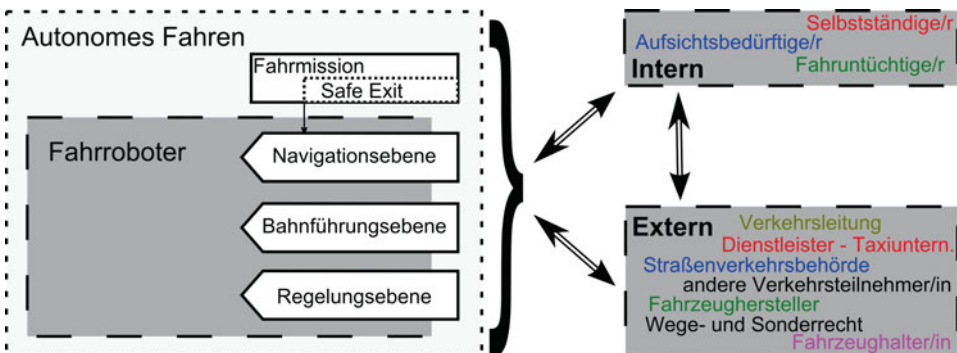 Autonomes Fahren
Fahrmission
Safe Exit
Fahrroboter
Navigationsebene
Bahnführungsebene
Regelungsebene
Selbstständige/r
Aufsichtsbedürftige/r
Intern
Fahruntüchtige/r
Extern
Verkehrsleitung
Dienstleister - Taxiuntern.
Straßenverkehrsbehörde
andere Verkehrsteilnehmer/in
Fahrzeughersteller
Wege- und Sonderrecht
Fahrzeughalter/in